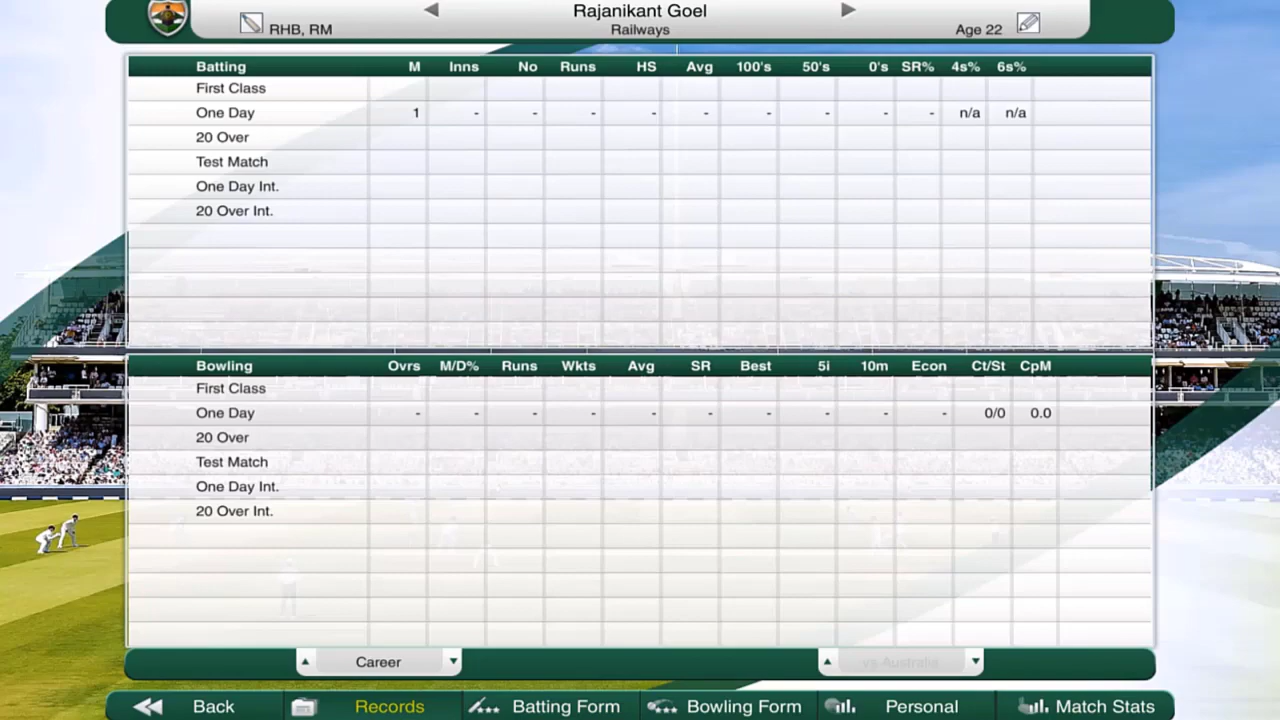 Rajanikant Goel
RHB, RM Railways Age 22
Batting M Inns No Runs HS Avg 100's 50's 0's SR% 4s% 6s%
First Class
One Day 1 - - - - - - - - - n/a n/a
20 Over
Test Match
One Day Int.
20 Over Int.
Bowling Ovrs M/D% Runs Wkts Avg SR Best 5i 10m Econ Ct/St CpM
First Class
One Day - - - - - - - - - - 0/0 0.0
20 Over
Test Match
One Day Int.
20 Over Int.
Career vs Australia
Back Records Batting Form Bowling Form Personal Match Stats